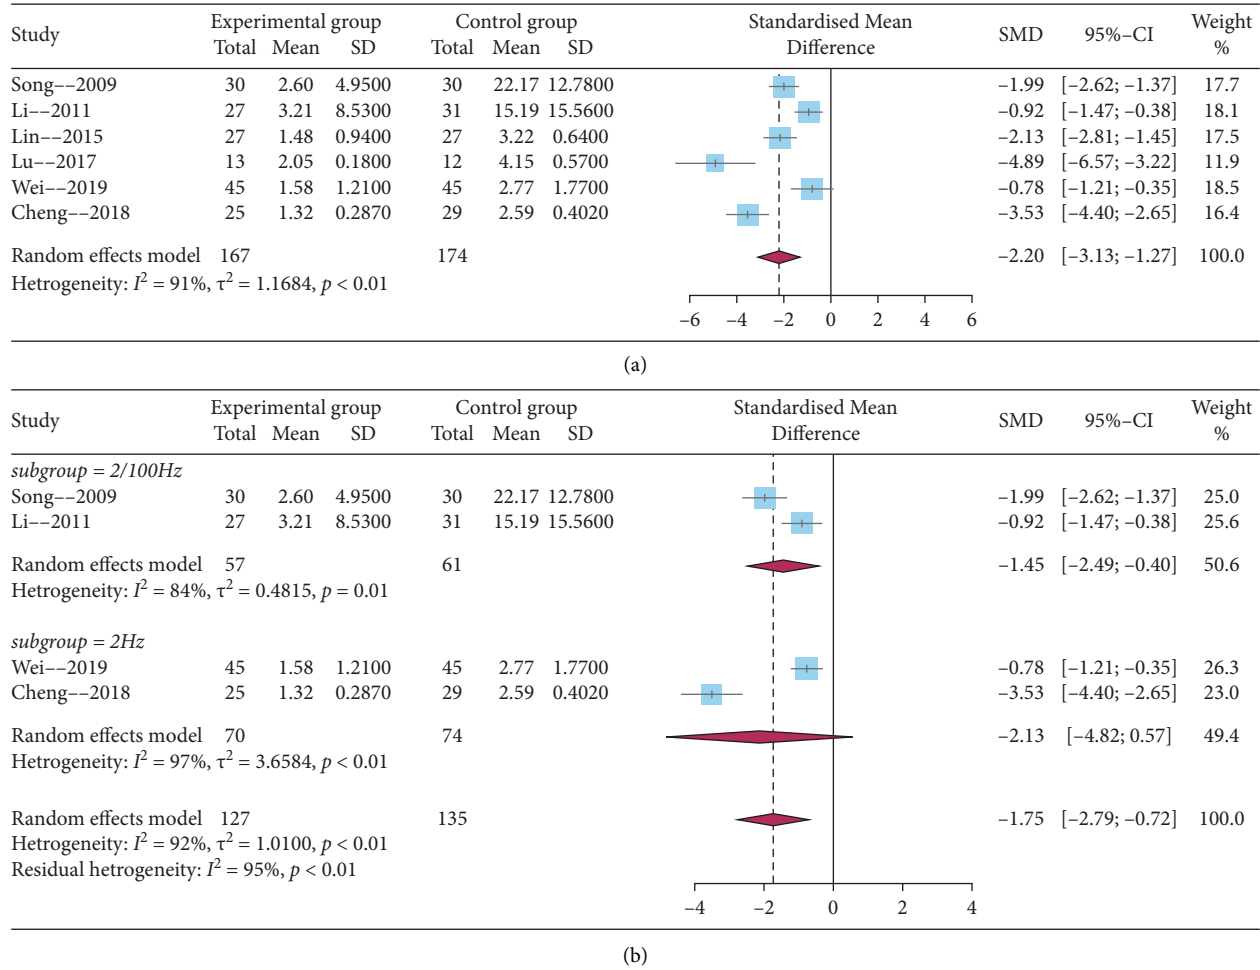 Study Experimental group Control group Standardised Mean Difference SMD 95%–CI Weight %
Total Mean SD Total Mean SD
Song––2009 30 2.60 4.9500 30 22.17 12.7800 –1.99 [–2.62; –1.37] 17.7
Li––2011 27 3.21 8.5300 31 15.19 15.5600 –0.92 [–1.47; –0.38] 18.1
Lin––2015 27 1.48 0.9400 27 3.22 0.6400 –2.13 [–2.81; –1.45] 17.5
Lu––2017 13 2.05 0.1800 12 4.15 0.5700 –4.89 [–6.57; –3.22] 11.9
Wei––2019 45 1.58 1.2100 45 2.77 1.7700 –0.78 [–1.21; –0.35] 18.5
Cheng––2018 25 1.32 0.2870 29 2.59 0.4020 –3.53 [–4.40; –2.65] 16.4
Random effects model 167 174 –2.20 [–3.13; –1.27] 100.0
Hetrogeneity: I² = 91%, τ² = 1.1684, p < 0.01
–6 –4 –2 0 2 4 6
(a)
Study Experimental group Control group Standardised Mean Difference SMD 95%–CI Weight %
Total Mean SD Total Mean SD
subgroup = 2/100Hz
Song––2009 30 2.60 4.9500 30 22.17 12.7800 –1.99 [–2.62; –1.37] 25.0
Li––2011 27 3.21 8.5300 31 15.19 15.5600 –0.92 [–1.47; –0.38] 25.6
Random effects model 57 61 –1.45 [–2.49; –0.40] 50.6
Hetrogeneity: I² = 84%, τ² = 0.4815, p = 0.01
subgroup = 2Hz
Wei––2019 45 1.58 1.2100 45 2.77 1.7700 –0.78 [–1.21; –0.35] 26.3
Cheng––2018 25 1.32 0.2870 29 2.59 0.4020 –3.53 [–4.40; –2.65] 23.0
Random effects model 70 74 –2.13 [–4.82; 0.57] 49.4
Hetrogeneity: I² = 97%, τ² = 3.6584, p < 0.01
Random effects model 127 135 –1.75 [–2.79; –0.72] 100.0
Hetrogeneity: I² = 92%, τ² = 1.0100, p < 0.01
Residual hetrogeneity: I² = 95%, p < 0.01
–4 –2 0 2 4
(b)